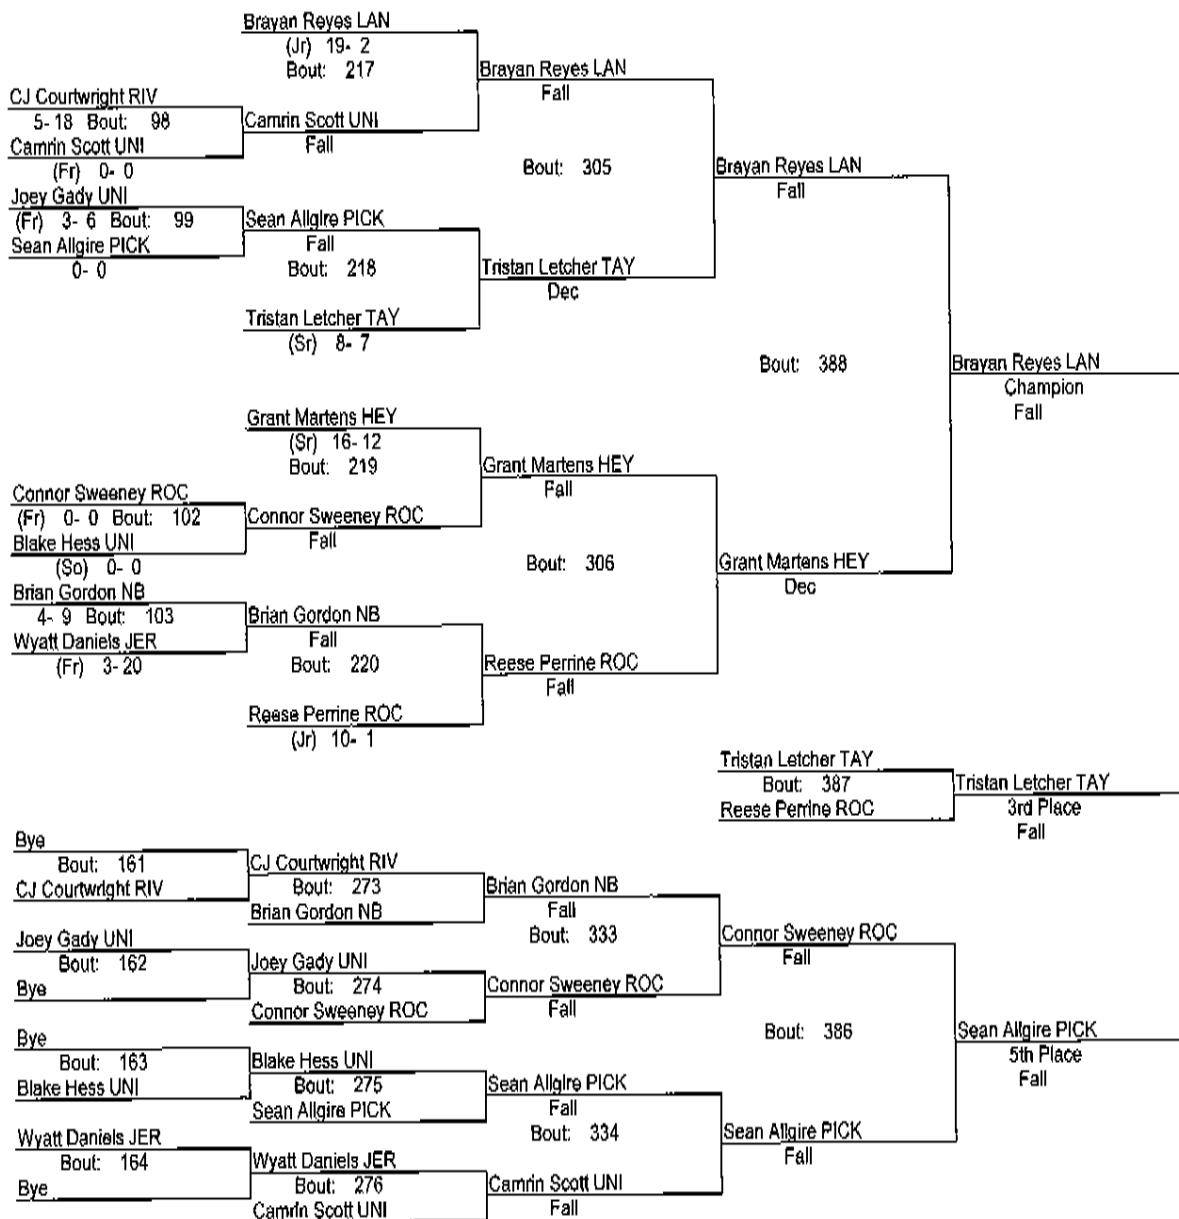 Brayan Reyes LAN
(Jr) 19- 2
Bout: 217
Brayan Reyes LAN
Fall
CJ Courtwright RIV
5- 18 Bout: 98
Camrin Scott UNI
Fall
Camrin Scott UNI
(Fr) 0- 0
Bout: 305
Brayan Reyes LAN
Fall
Joey Gady UNI
(Fr) 3- 6 Bout: 99
Sean Allgire PICK
Fall
Sean Allgire PICK
0- 0
Bout: 218
Tristan Letcher TAY
Dec
Tristan Letcher TAY
(Sr) 8- 7
Bout: 388
Brayan Reyes LAN
Champion
Fall
Grant Martens HEY
(Sr) 16- 12
Bout: 219
Grant Martens HEY
Fall
Connor Sweeney ROC
(Fr) 0- 0 Bout: 102
Connor Sweeney ROC
Fall
Blake Hess UNI
(So) 0- 0
Bout: 306
Grant Martens HEY
Dec
Brian Gordon NB
4- 9 Bout: 103
Brian Gordon NB
Fall
Wyatt Daniels JER
(Fr) 3- 20
Bout: 220
Reese Perrine ROC
Fall
Reese Perrine ROC
(Jr) 10- 1
Tristan Letcher TAY
Bout: 387
Tristan Letcher TAY
3rd Place
Fall
Reese Perrine ROC
Bye
Bout: 161
CJ Courtwright RIV
CJ Courtwright RIV
Bout: 273
Brian Gordon NB
Brian Gordon NB
Fall
Bout: 333
Connor Sweeney ROC
Fall
Joey Gady UNI
Bout: 162
Bye
Joey Gady UNI
Bout: 274
Connor Sweeney ROC
Connor Sweeney ROC
Fall
Bout: 386
Sean Allgire PICK
5th Place
Fall
Bye
Bout: 163
Blake Hess UNI
Blake Hess UNI
Bout: 275
Sean Allgire PICK
Sean Allgire PICK
Fall
Bout: 334
Sean Allgire PICK
Fall
Wyatt Daniels JER
Bout: 164
Bye
Wyatt Daniels JER
Bout: 276
Camrin Scott UNI
Camrin Scott UNI
Fall